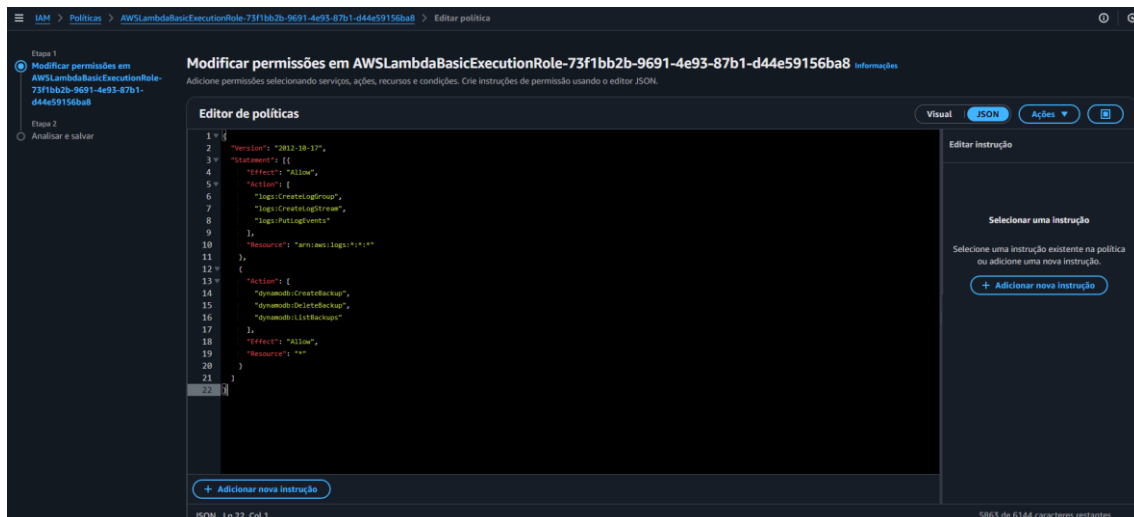 IAM > Políticas > AWSLambdaBasicExecutionRole-73f1bb2b-9691-4e93-87b1-d44e59156ba8 > Editar política
Etapa 1
Modificar permissões em
AWSLambdaBasicExecutionRole-
73f1bb2b-9691-4e93-87b1-
d44e59156ba8
Etapa 2
Analisar e salvar
Modificar permissões em AWSLambdaBasicExecutionRole-73f1bb2b-9691-4e93-87b1-d44e59156ba8 Informações
Adicione permissões selecionando serviços, ações, recursos e condições. Crie instruções de permissão usando o editor JSON.
Editor de políticas
Visual JSON Ações
1 {
2 "Version": "2012-10-17",
3 "Statement": [{
4 "Effect": "Allow",
5 "Action": [
6 "logs:CreateLogGroup",
7 "logs:CreateLogStream",
8 "logs:PutLogEvents"
9 ],
10 "Resource": "arn:aws:logs:*:*:*"
11 },
12 {
13 "Action": [
14 "dynamodb:CreateBackup",
15 "dynamodb:DeleteBackup",
16 "dynamodb:ListBackups"
17 ],
18 "Effect": "Allow",
19 "Resource": "*"
20 }
21 ]
22 }
Editar instrução
Selecionar uma instrução
Selecione uma instrução existente na política
ou adicione uma nova instrução.
+ Adicionar nova instrução
+ Adicionar nova instrução
JSON Ln 22, Col 1
5863 de 6144 caracteres restantes